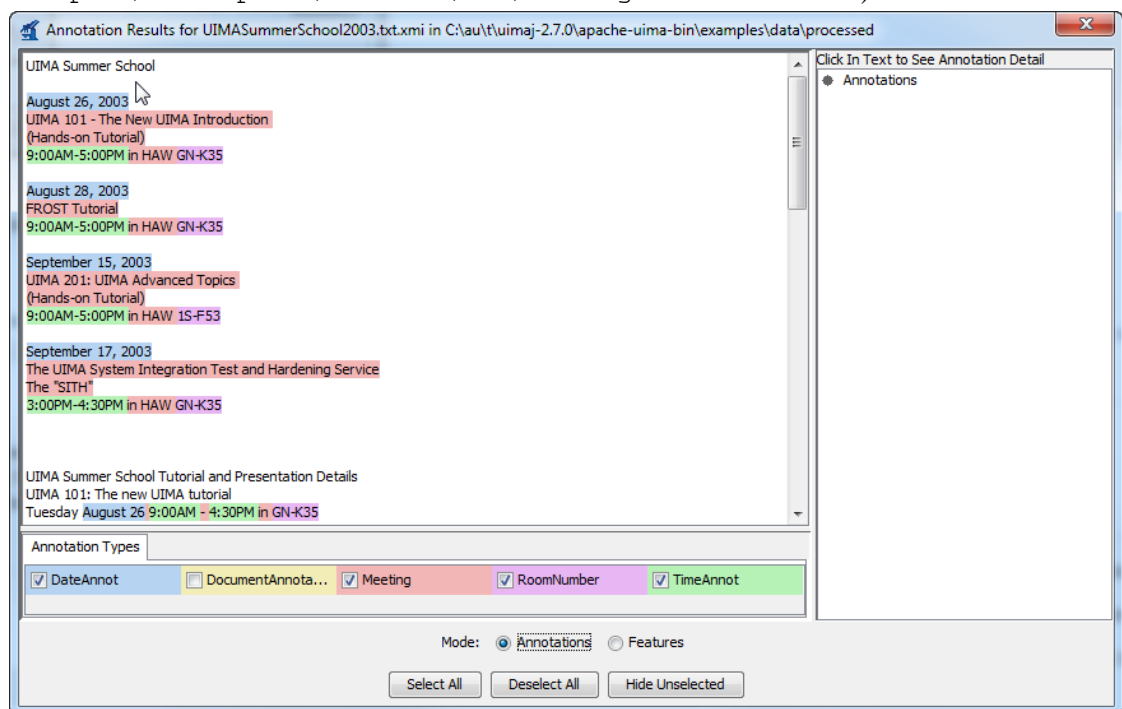 Annotation Results for UIMASummerSchool2003.txt.xmi in C:\au\t\uimaj-2.7.0\apache-uima-bin\examples\data\processed
UIMA Summer School
August 26, 2003
UIMA 101 - The New UIMA Introduction
(Hands-on Tutorial)
9:00AM-5:00PM in HAW GN-K35
August 28, 2003
FROST Tutorial
9:00AM-5:00PM in HAW GN-K35
September 15, 2003
UIMA 201: UIMA Advanced Topics
(Hands-on Tutorial)
9:00AM-5:00PM in HAW 1S-F53
September 17, 2003
The UIMA System Integration Test and Hardening Service
The "SITH"
3:00PM-4:30PM in HAW GN-K35
UIMA Summer School Tutorial and Presentation Details
UIMA 101: The new UIMA tutorial
Tuesday August 26 9:00AM - 4:30PM in GN-K35
Click In Text to See Annotation Detail
Annotations
Annotation Types
DateAnnot DocumentAnnota... Meeting RoomNumber TimeAnnot
Mode: Annotations Features
Select All Deselect All Hide Unselected